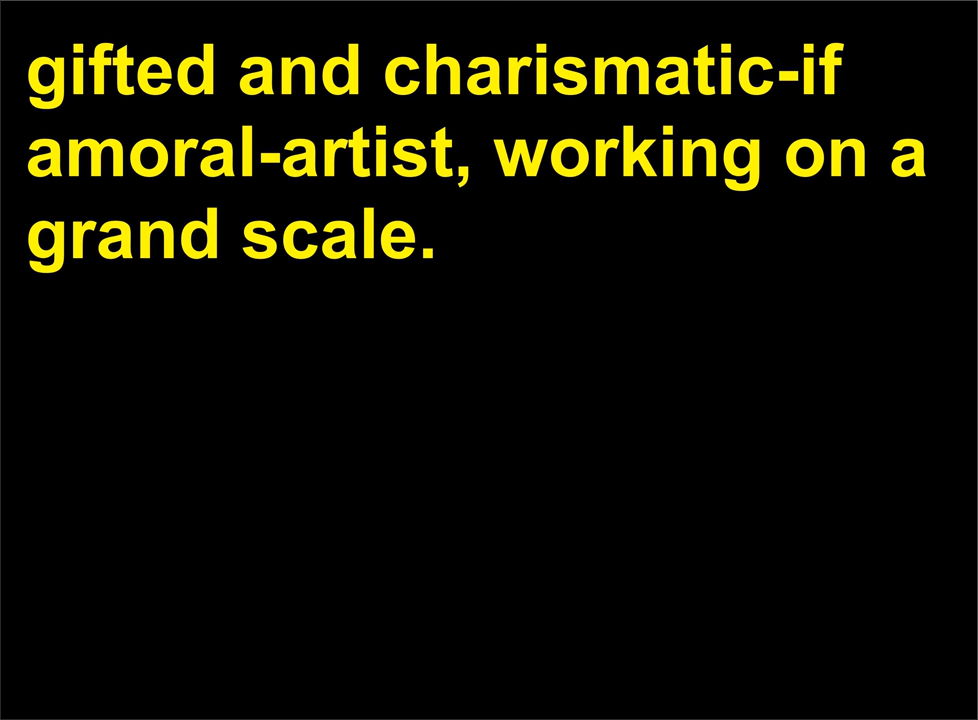 gifted and charismatic-if
amoral-artist, working on a
grand scale.